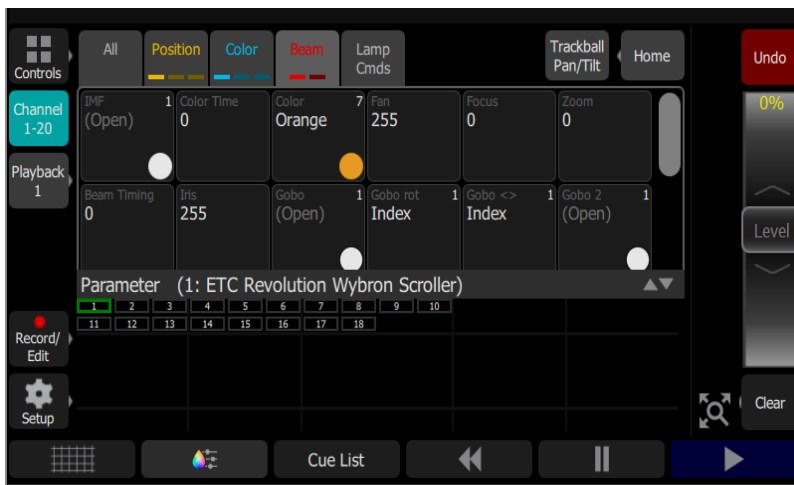 All
Position
Color
Beam
Lamp
Cmds
Trackball
Pan/Tilt
Home
Undo
Controls
Channel
1-20
Playback
1
IMF 1
(Open)
Color Time
0
Color 7
Orange
Fan
255
Focus
0
Zoom
0
0%
Beam Timing
0
Iris
255
Gobo 1
(Open)
Gobo rot 1
Index
Gobo <> 1
Index
Gobo 2 1
(Open)
Level
Parameter (1: ETC Revolution Wybron Scroller)
1 2 3 4 5 6 7 8 9 10
11 12 13 14 15 16 17 18
Record/
Edit
Setup
Clear
Cue List